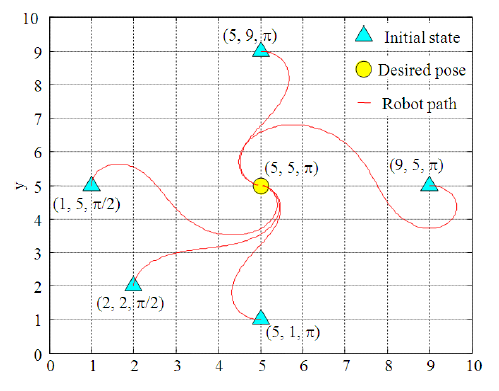 10
9
8
7
6
5
4
3
2
1
0
y
0 1 2 3 4 5 6 7 8 9 10
(5, 9, π)
Initial state
Desired pose
Robot path
(5, 5, π)
(9, 5, π)
(1, 5, π/2)
(2, 2, π/2)
(5, 1, π)